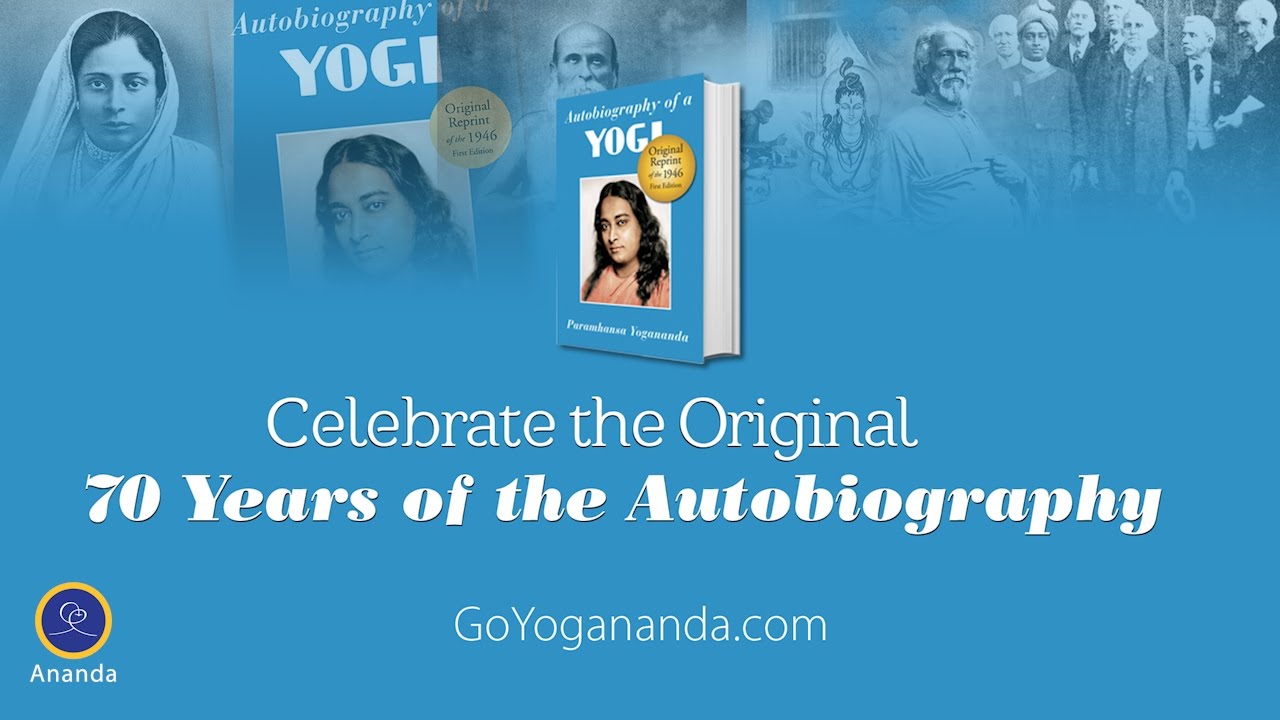 Autobiography of a
YOGI
Original
Reprint
of the 1946
First Edition
Autobiography of a
YOGI
Original
Reprint
of the 1946
First Edition
Paramhansa Yogananda
Celebrate the Original
70 Years of the Autobiography
GoYogananda.com
Ananda